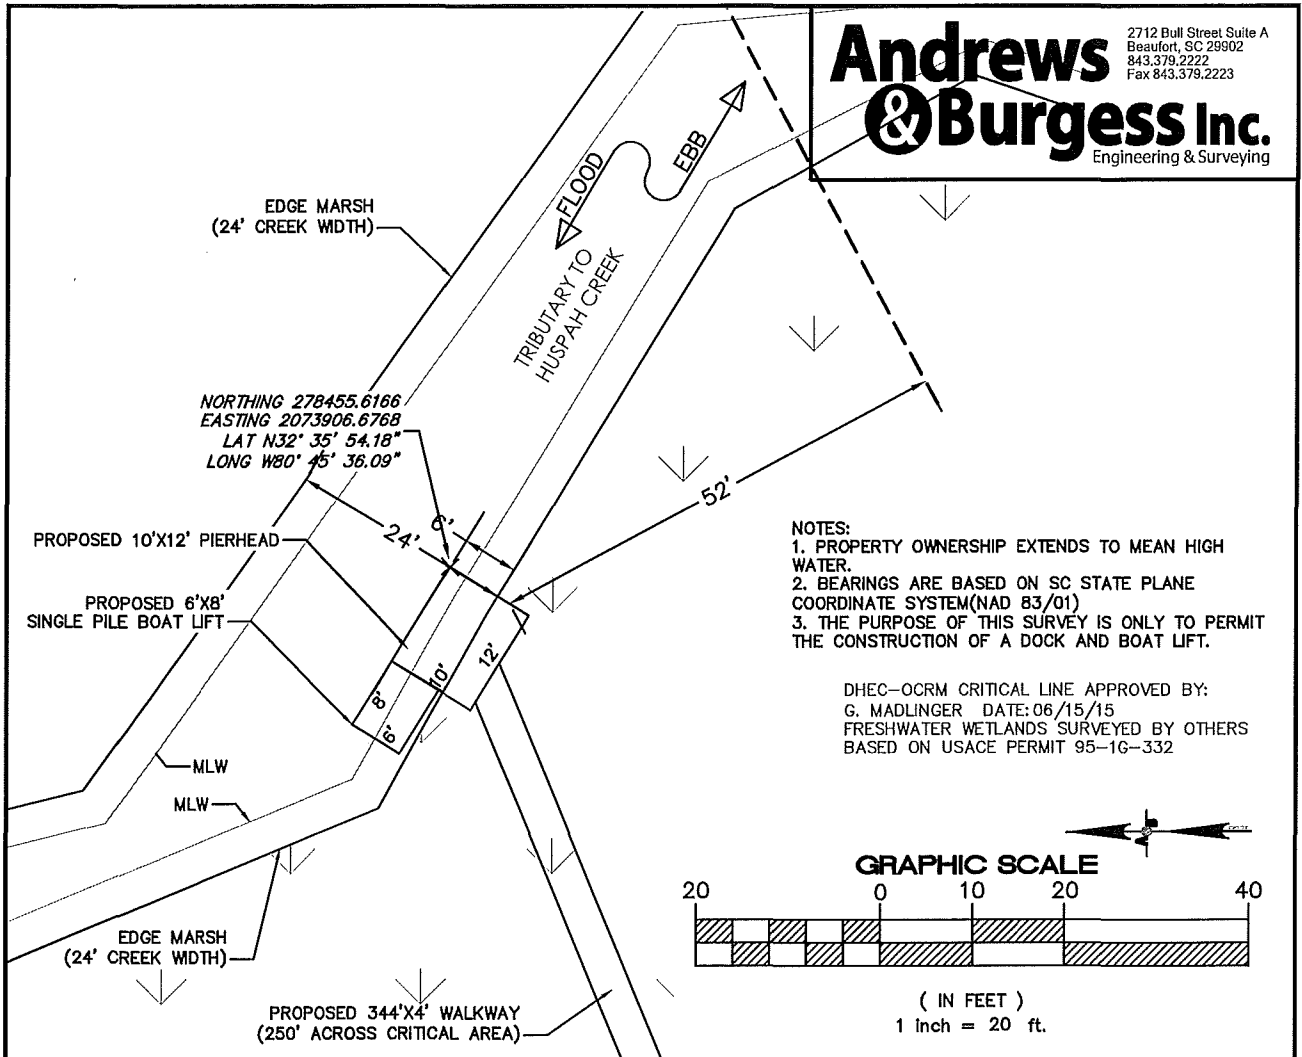 Andrews
& Burgess Inc.
Engineering & Surveying
2712 Bull Street Suite A
Beaufort, SC 29902
843.379.2222
Fax 843.379.2223
EBB
FLOOD
EDGE MARSH
(24' CREEK WIDTH)
TRIBUTARY TO
HUSPAH CREEK
NORTHING 278455.6166
EASTING 2073906.6768
LAT N32° 35' 54.18"
LONG W80° 45' 36.09"
52'
24'
6'
PROPOSED 10'X12' PIERHEAD
PROPOSED 6'X8'
SINGLE PILE BOAT LIFT
12'
10'
8'
6'
NOTES:
1. PROPERTY OWNERSHIP EXTENDS TO MEAN HIGH
WATER.
2. BEARINGS ARE BASED ON SC STATE PLANE
COORDINATE SYSTEM(NAD 83/01)
3. THE PURPOSE OF THIS SURVEY IS ONLY TO PERMIT
THE CONSTRUCTION OF A DOCK AND BOAT LIFT.
DHEC-OCRM CRITICAL LINE APPROVED BY:
G. MADLINGER DATE: 06/15/15
FRESHWATER WETLANDS SURVEYED BY OTHERS
BASED ON USACE PERMIT 95-1G-332
MLW
MLW
GRAPHIC SCALE
20 0 10 20 40
( IN FEET )
1 inch = 20 ft.
EDGE MARSH
(24' CREEK WIDTH)
PROPOSED 344'X4' WALKWAY
(250' ACROSS CRITICAL AREA)